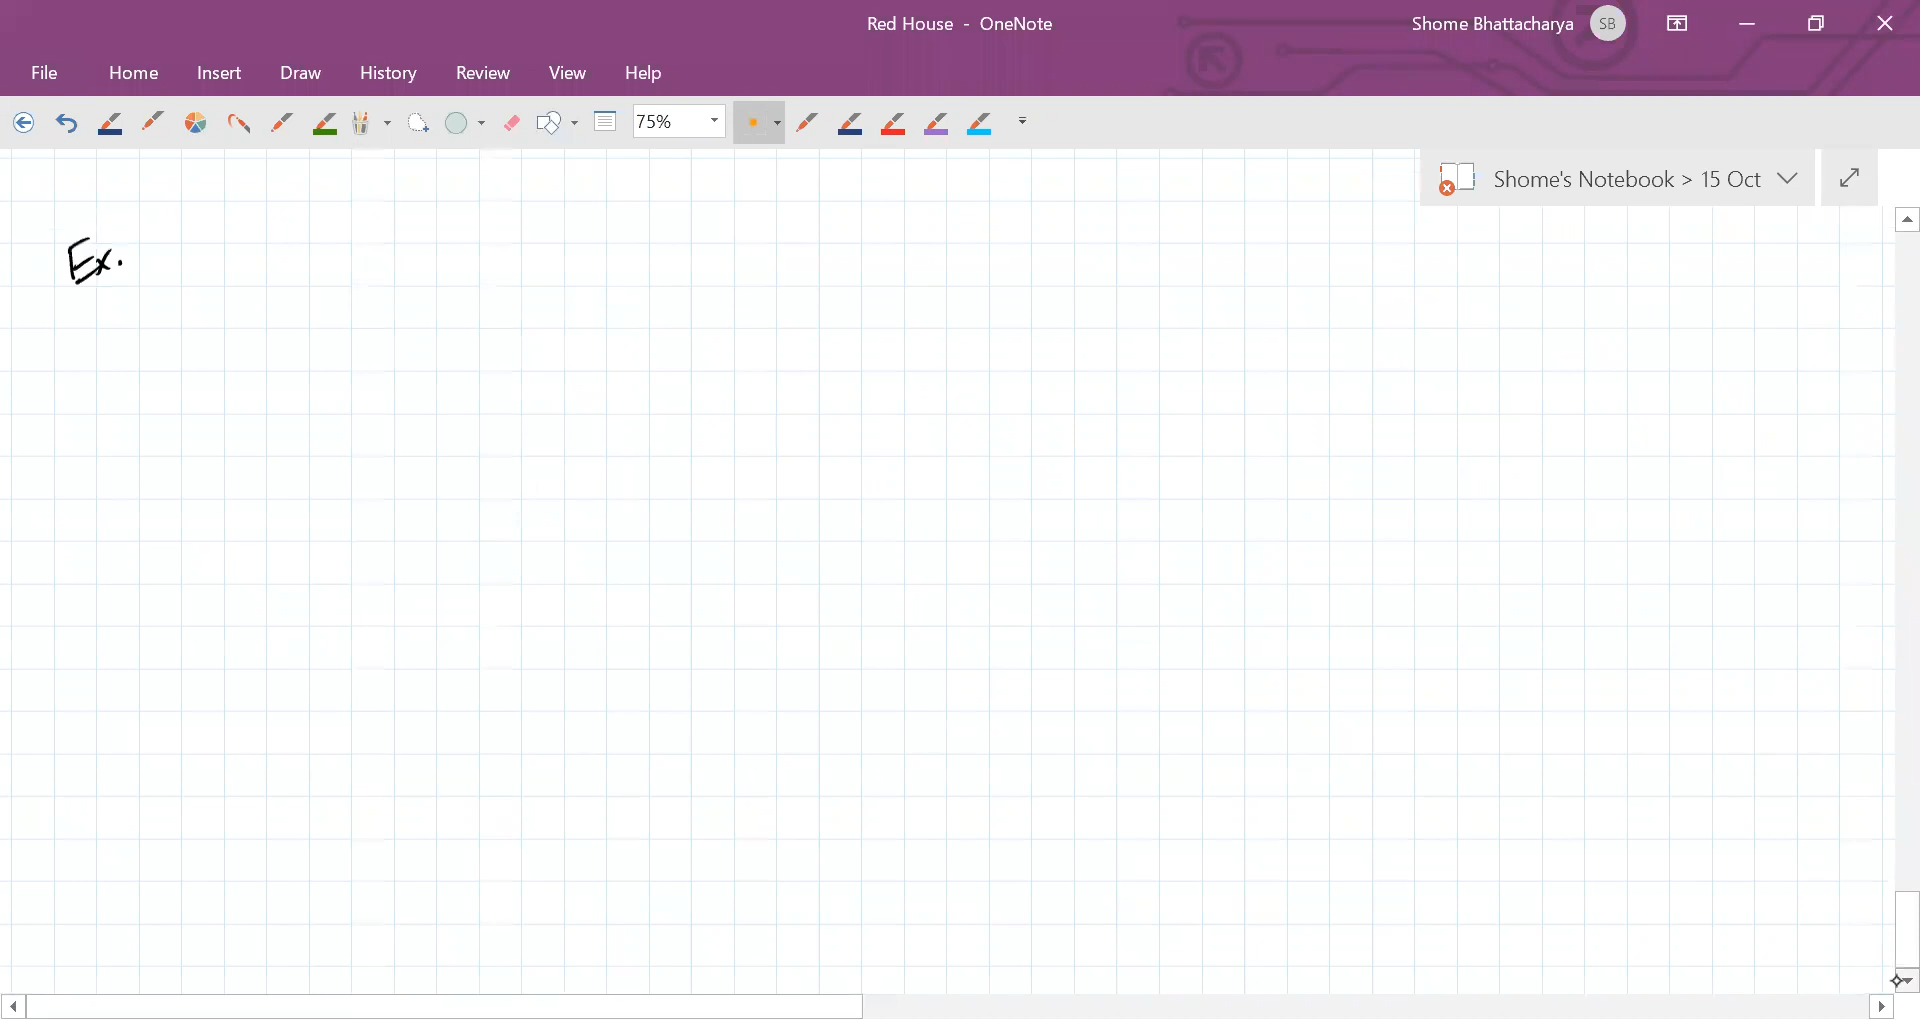 Red House - OneNote
Shome Bhattacharya SB
File Home Insert Draw History Review View Help
75%
Shome's Notebook > 15 Oct
Ex.